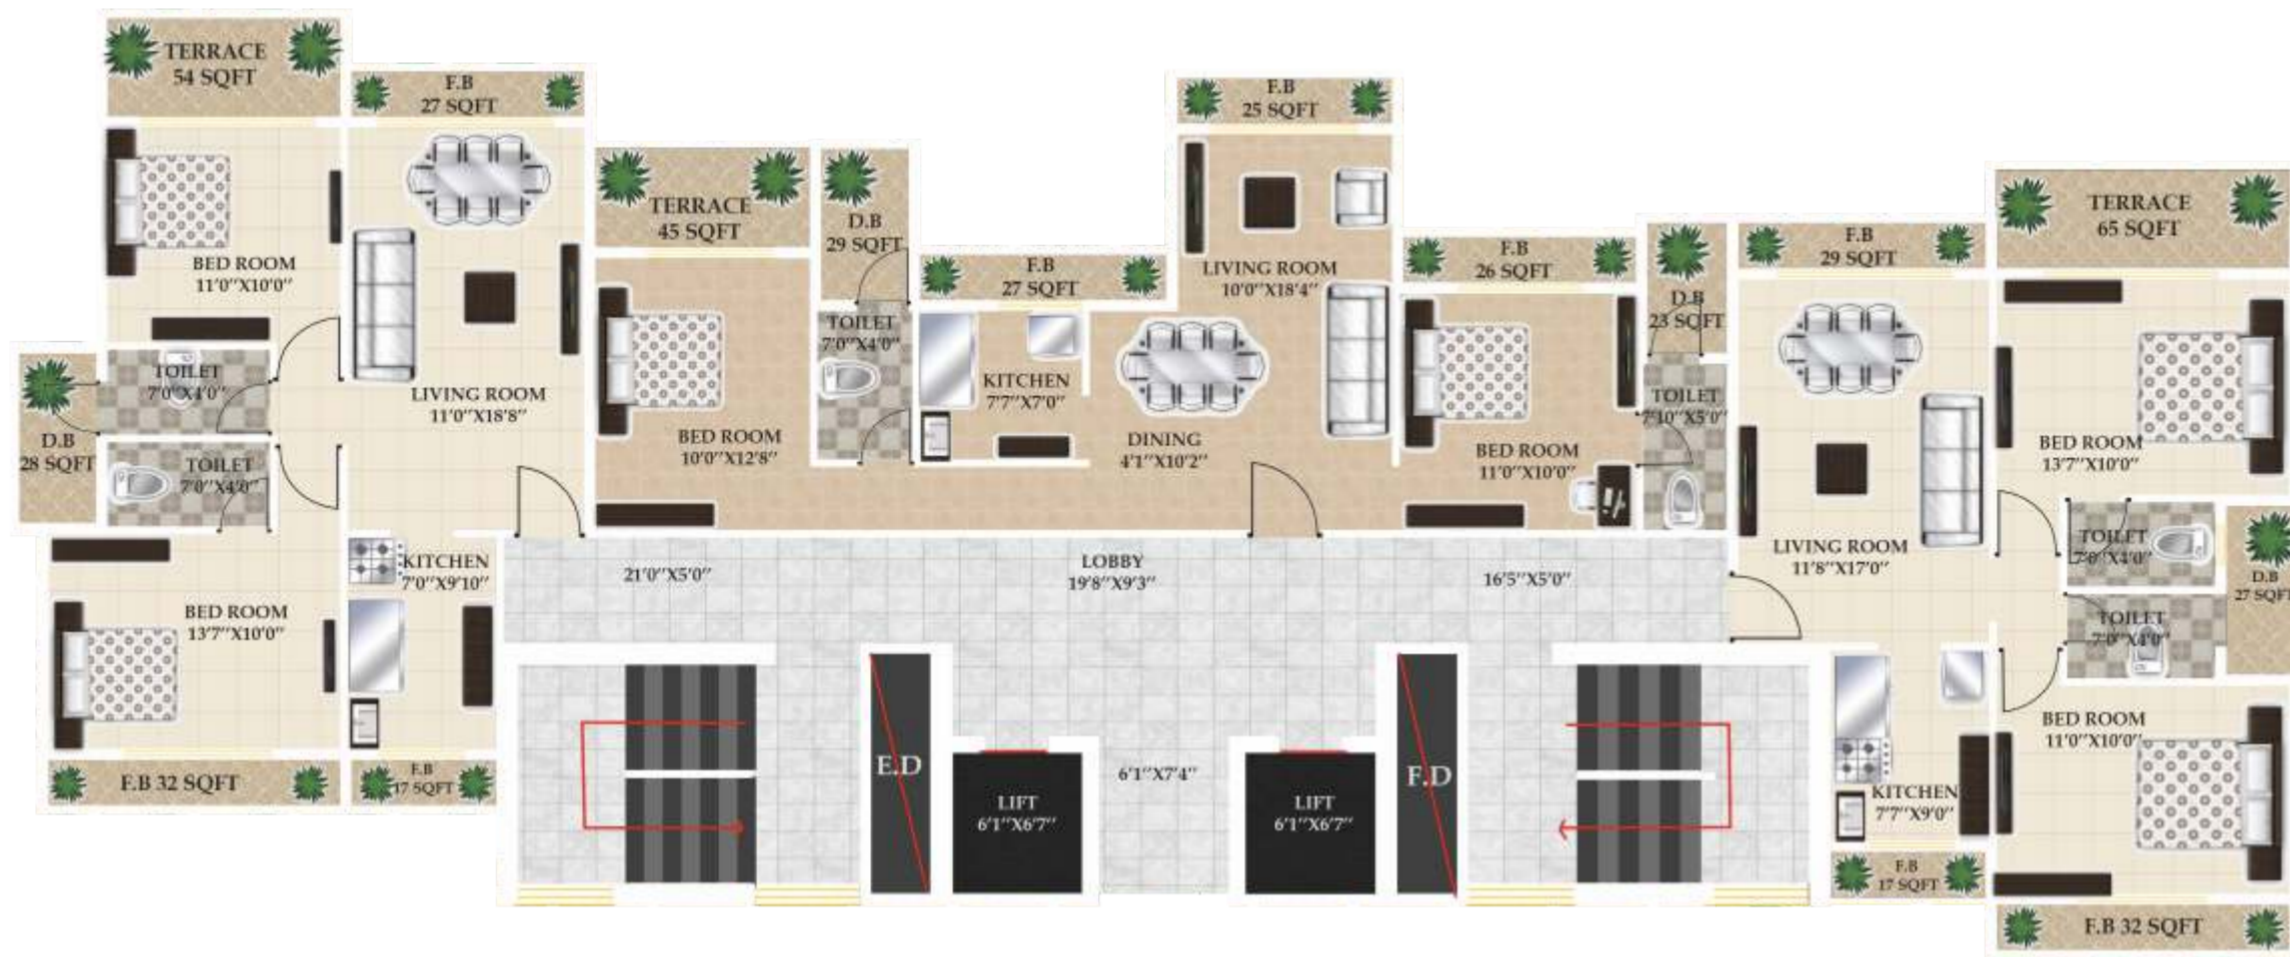 TERRACE
54 SQFT
F.B
27 SQFT
BED ROOM
11'0''X10'0''
TOILET
7'0''X4'0''
D.B
28 SQFT
TOILET
7'0''X4'0''
LIVING ROOM
11'0''X18'8''
BED ROOM
13'7''X10'0''
KITCHEN
7'0''X9'10''
F.B 32 SQFT
F.B
17 SQFT
TERRACE
45 SQFT
D.B
29 SQFT
BED ROOM
10'0''X12'8''
TOILET
7'0''X4'0''
F.B
27 SQFT
KITCHEN
7'7''X7'0''
DINING
4'1''X10'2''
F.B
25 SQFT
LIVING ROOM
10'0''X18'4''
F.B
26 SQFT
D.B
23 SQFT
BED ROOM
11'0''X10'0''
TOILET
7'10''X5'0''
21'0''X5'0''
LOBBY
19'8''X9'3''
16'5''X5'0''
E.D
LIFT
6'1''X6'7''
6'1''X7'4''
LIFT
6'1''X6'7''
F.D
F.B
29 SQFT
TERRACE
65 SQFT
LIVING ROOM
11'8''X17'0''
BED ROOM
13'7''X10'0''
TOILET
7'0''X4'0''
D.B
27 SQFT
TOILET
7'0''X4'0''
KITCHEN
7'7''X9'0''
BED ROOM
11'0''X10'0''
F.B
17 SQFT
F.B 32 SQFT